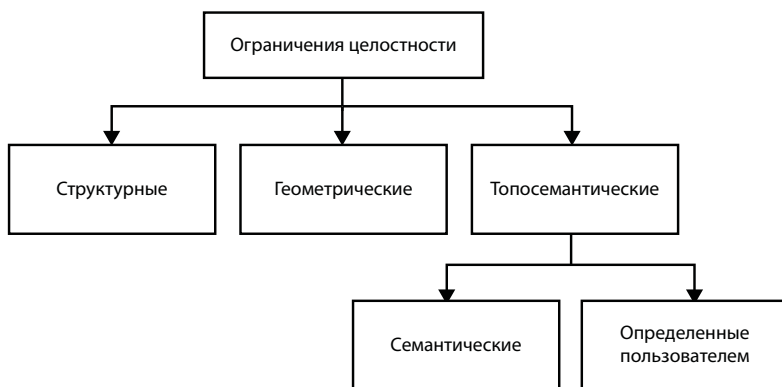 Ограничения целостности
Структурные
Геометрические
Топосемантические
Семантические
Определенные
пользователем